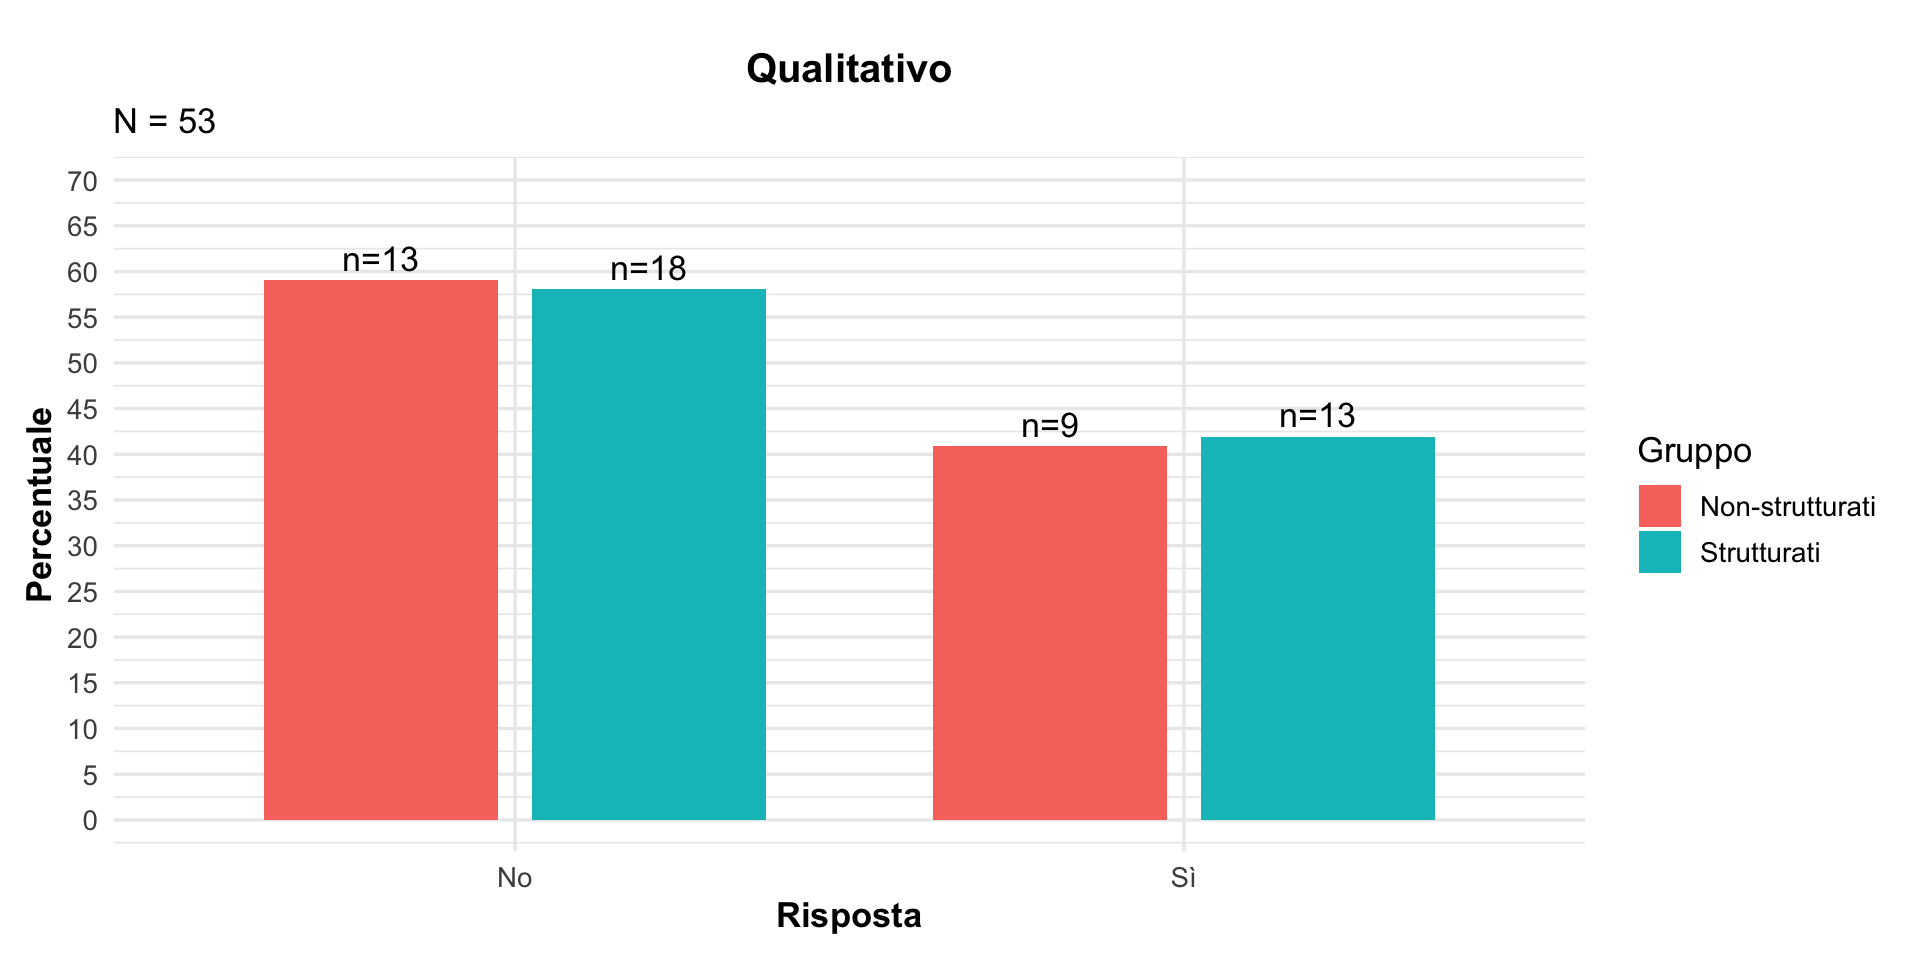 Qualitativo
N = 53
Percentuale
70
65
60
55
50
45
40
35
30
25
20
15
10
5
0
n=13
n=18
n=9
n=13
No
Sì
Risposta
Gruppo
Non-strutturati
Strutturati